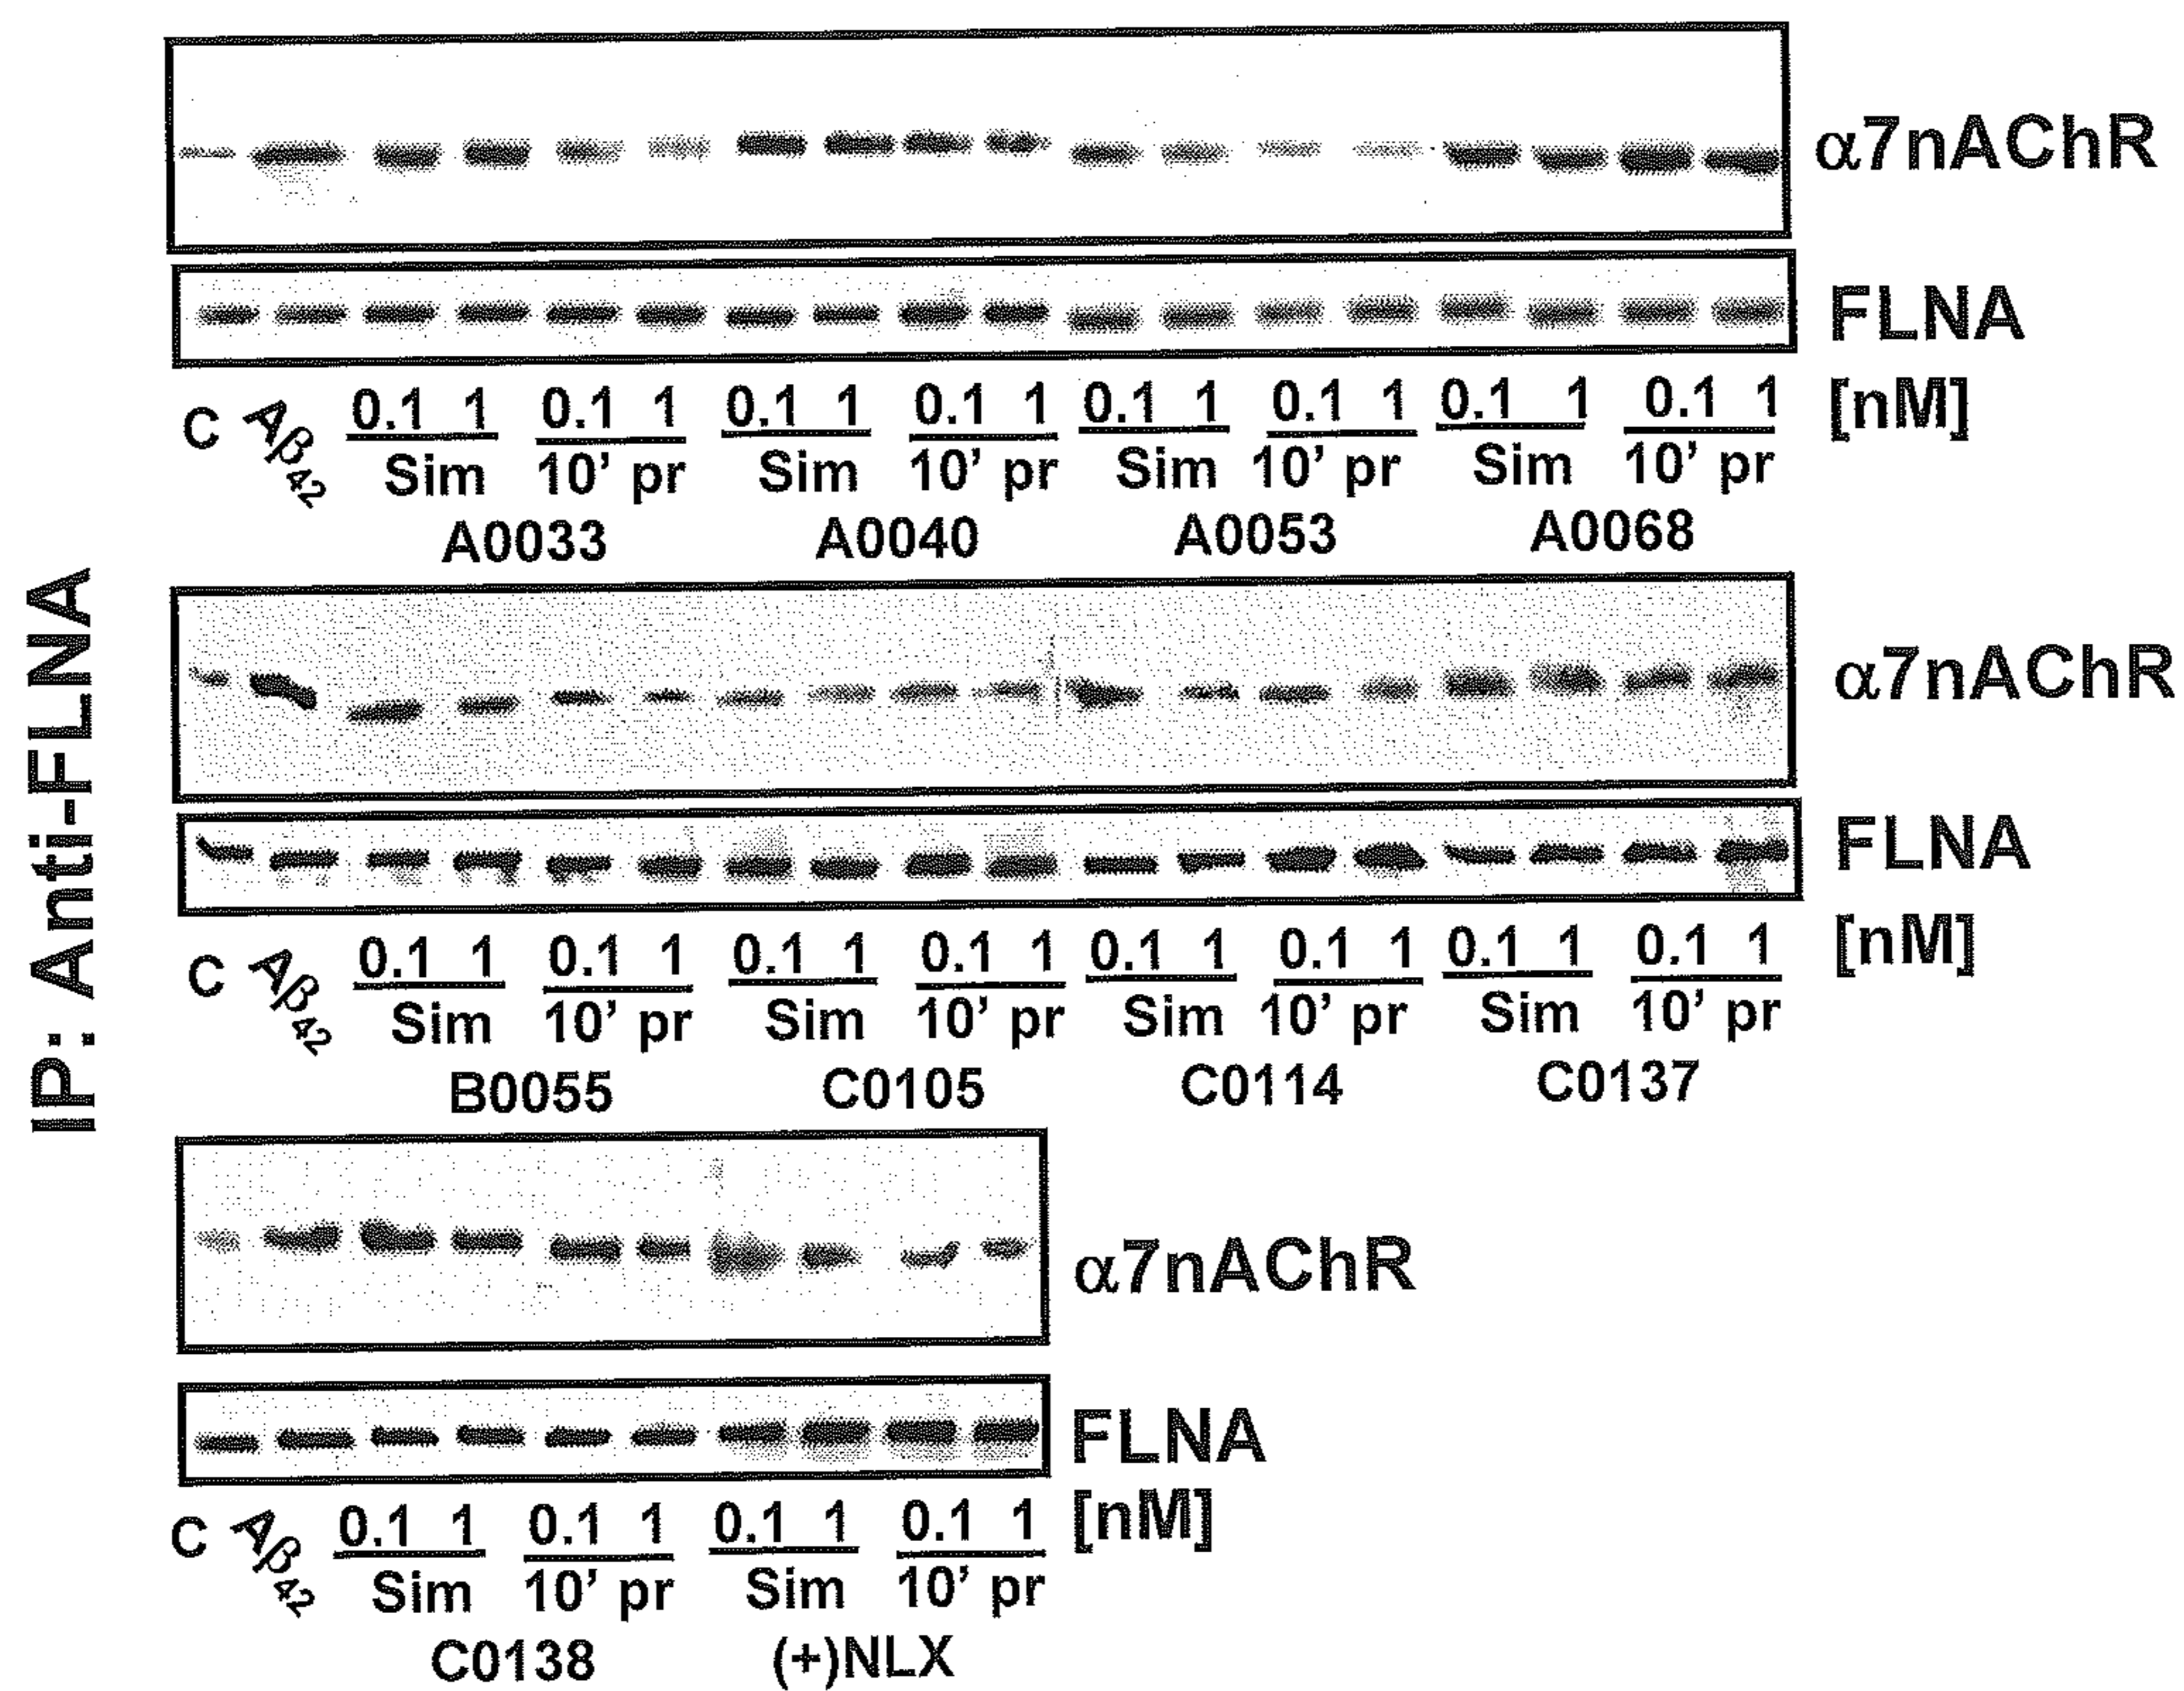 IP: Anti-FLNA
α7nAChR
FLNA
C Aβ42 0.1 1 0.1 1 0.1 1 0.1 1 0.1 1 0.1 1 0.1 1 0.1 1 [nM]
Sim 10’ pr Sim 10’ pr Sim 10’ pr Sim 10’ pr
A0033 A0040 A0053 A0068
α7nAChR
FLNA
C Aβ42 0.1 1 0.1 1 0.1 1 0.1 1 0.1 1 0.1 1 0.1 1 0.1 1 [nM]
Sim 10’ pr Sim 10’ pr Sim 10’ pr Sim 10’ pr
B0055 C0105 C0114 C0137
α7nAChR
FLNA
C Aβ42 0.1 1 0.1 1 0.1 1 0.1 1 [nM]
Sim 10’ pr Sim 10’ pr
C0138 (+)NLX